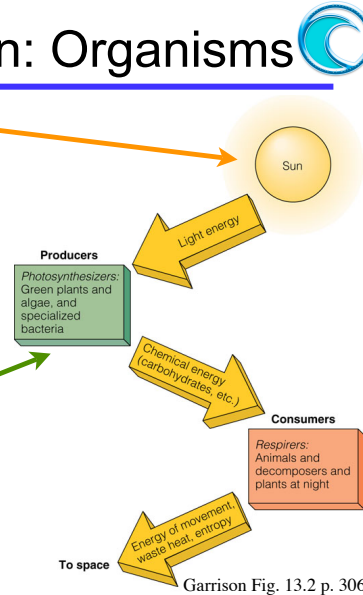 n: Organisms
Sun
Light energy
Producers
Photosynthesizers:
Green plants and
algae, and
specialized
bacteria
Chemical energy
(carbohydrates, etc.)
Consumers
Respirers:
Animals and
decomposers and
plants at night
Energy of movement,
waste heat, entropy
To space
Garrison Fig. 13.2 p. 306